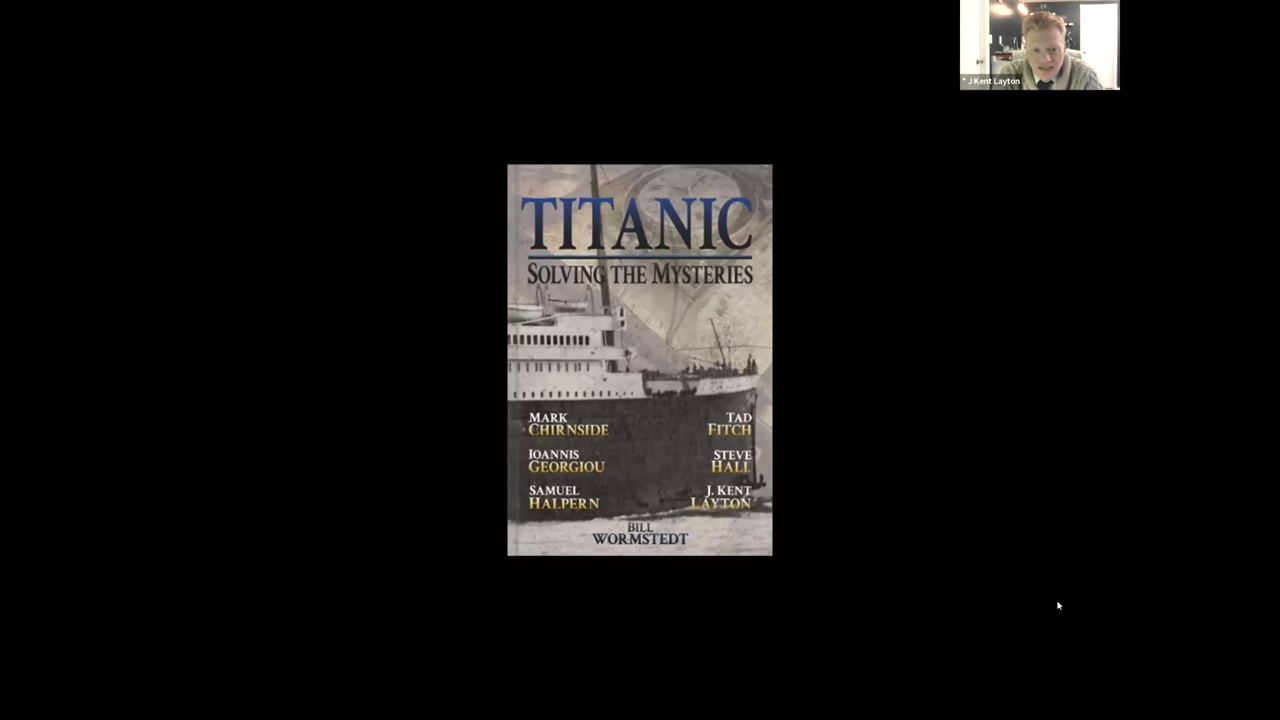 * J Kent Layton
TITANIC
SOLVING THE MYSTERIES
MARK
CHIRNSIDE
TAD
FITCH
IOANNIS
GEORGIOU
STEVE
HALL
SAMUEL
HALPERN
J. KENT
LAYTON
BILL
WORMSTEDT